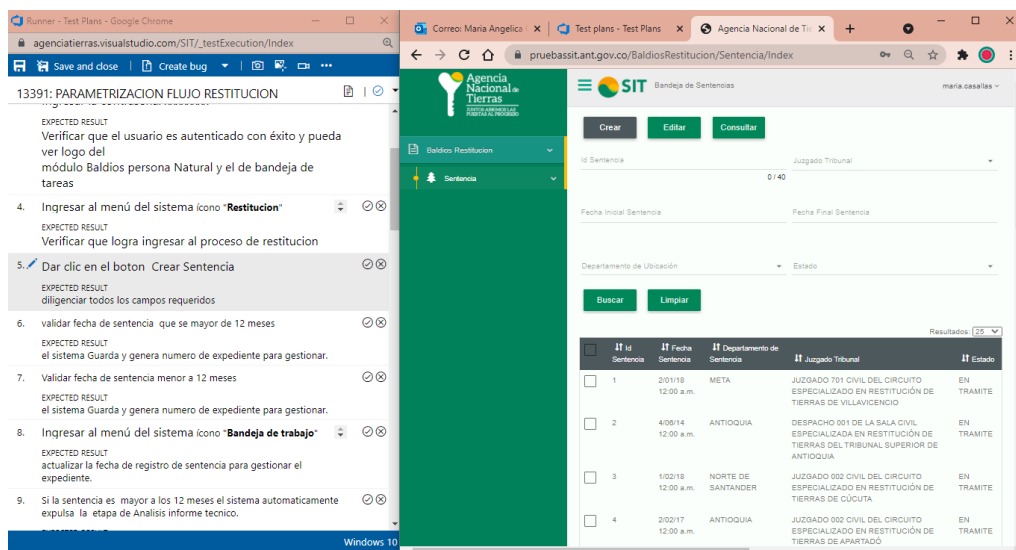 Runner - Test Plans - Google Chrome
agenciatierras.visualstudio.com/SIT/_testExecution/Index
Save and close
Create bug
13391: PARAMETRIZACION FLUJO RESTITUCION
EXPECTED RESULT
Verificar que el usuario es autenticado con éxito y pueda
ver logo del
módulo Baldíos persona Natural y el de bandeja de
tareas
4. Ingresar al menú del sistema ícono "Restitucion"
EXPECTED RESULT
Verificar que logra ingresar al proceso de restitucion
5. Dar clic en el boton Crear Sentencia
EXPECTED RESULT
diligenciar todos los campos requeridos
6. validar fecha de sentencia que se mayor de 12 meses
EXPECTED RESULT
el sistema Guarda y genera numero de expediente para gestionar.
7. Validar fecha de sentencia menor a 12 meses
EXPECTED RESULT
el sistema Guarda y genera numero de expediente para gestionar.
8. Ingresar al menú del sistema ícono "Bandeja de trabajo"
EXPECTED RESULT
actualizar la fecha de registro de sentencia para gestionar el
expediente.
9. Si la sentencia es mayor a los 12 meses el sistema automaticamente
expulsa la etapa de Analisis informe tecnico.
Windows 10
Correo: Maria Angelica
Test plans - Test Plans
Agencia Nacional de Tie
pruebassit.ant.gov.co/BaldiosRestitucion/Sentencia/Index
Agencia
Nacional de
Tierras
SIT
Bandeja de Sentencias
maria.casallas
Baldios Restitucion
Sentencia
Crear
Editar
Consultar
Id Sentencia
Juzgado Tribunal
0 / 40
Fecha Inicial Sentencia
Fecha Final Sentencia
Departamento de Ubicación
Estado
Buscar
Limpiar
Resultados: 25
Id Sentencia
Fecha Sentencia
Departamento de Sentencia
Juzgado Tribunal
Estado
1 2/01/18 META JUZGADO 701 CIVIL DEL CIRCUITO EN
12:00 a.m. ESPECIALIZADO EN RESTITUCIÓN DE TRAMITE
TIERRAS DE VILLAVICENCIO
2 4/06/14 ANTIOQUIA DESPACHO 001 DE LA SALA CIVIL EN
12:00 a.m. ESPECIALIZADA EN RESTITUCIÓN DE TRAMITE
TIERRAS DEL TRIBUNAL SUPERIOR DE
ANTIOQUIA
3 1/02/18 NORTE DE JUZGADO 002 CIVIL DEL CIRCUITO EN
12:00 a.m. SANTANDER ESPECIALIZADO EN RESTITUCIÓN DE TRAMITE
TIERRAS DE CÚCUTA
4 2/02/17 ANTIOQUIA JUZGADO 002 CIVIL DEL CIRCUITO EN
12:00 a.m. ESPECIALIZADO EN RESTITUCIÓN DE TRAMITE
TIERRAS DE APARTADÓ